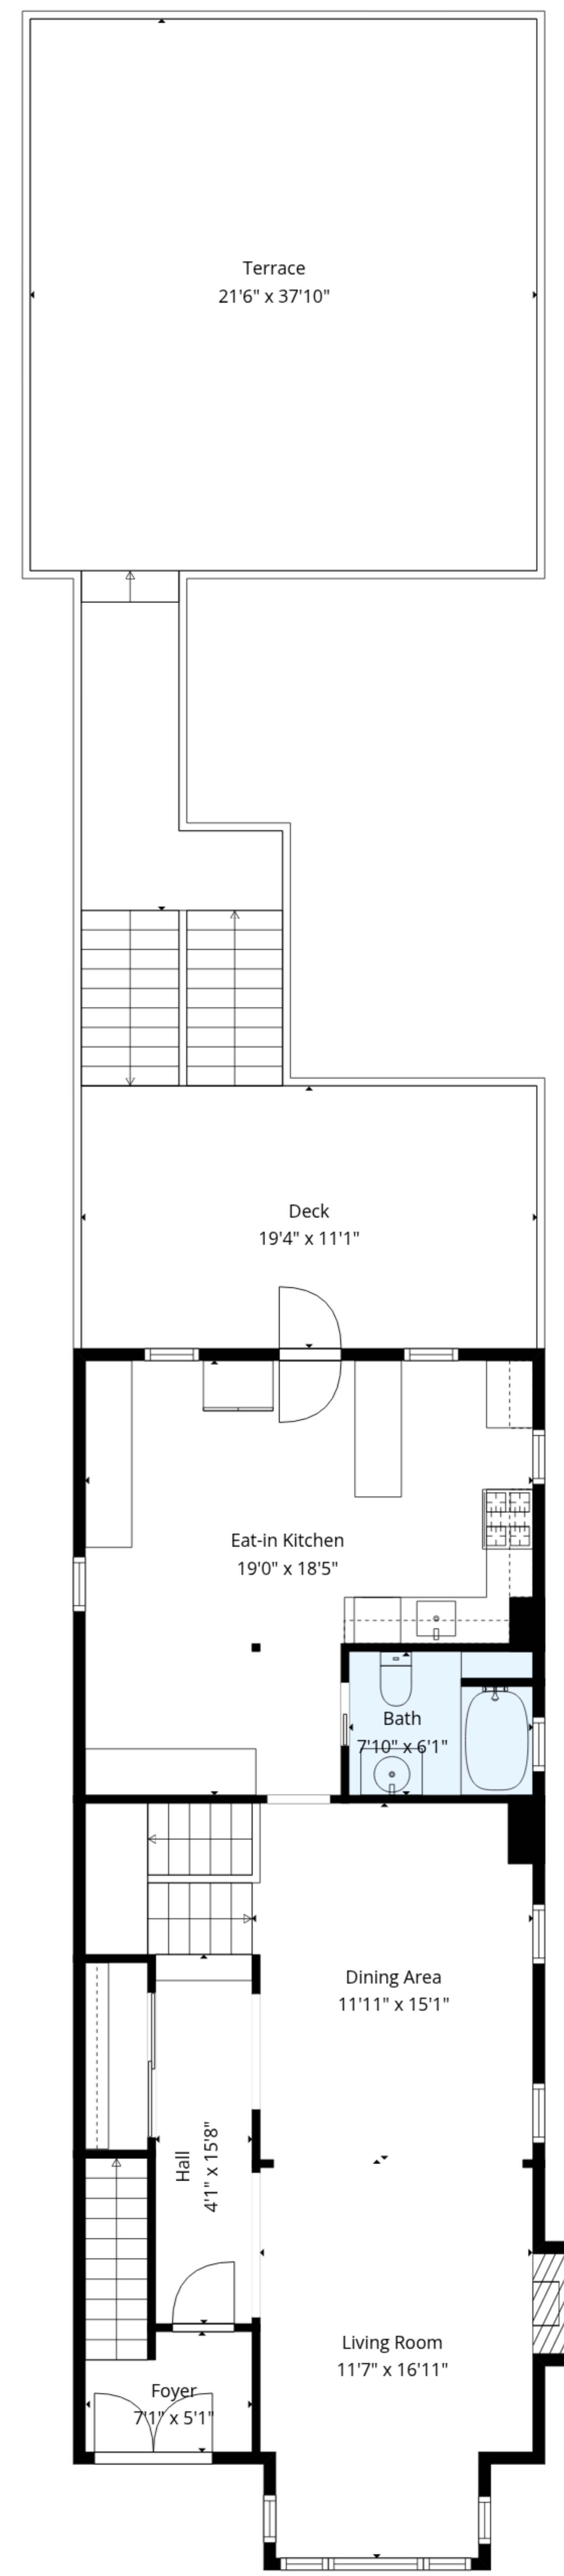 Terrace
21'6" x 37'10"
Deck
19'4" x 11'1"
Eat-in Kitchen
19'0" x 18'5"
Bath
7'10" x 6'1"
Dining Area
11'11" x 15'1"
Hall
4'1" x 15'8"
Living Room
11'7" x 16'11"
Foyer
7'1" x 5'1"